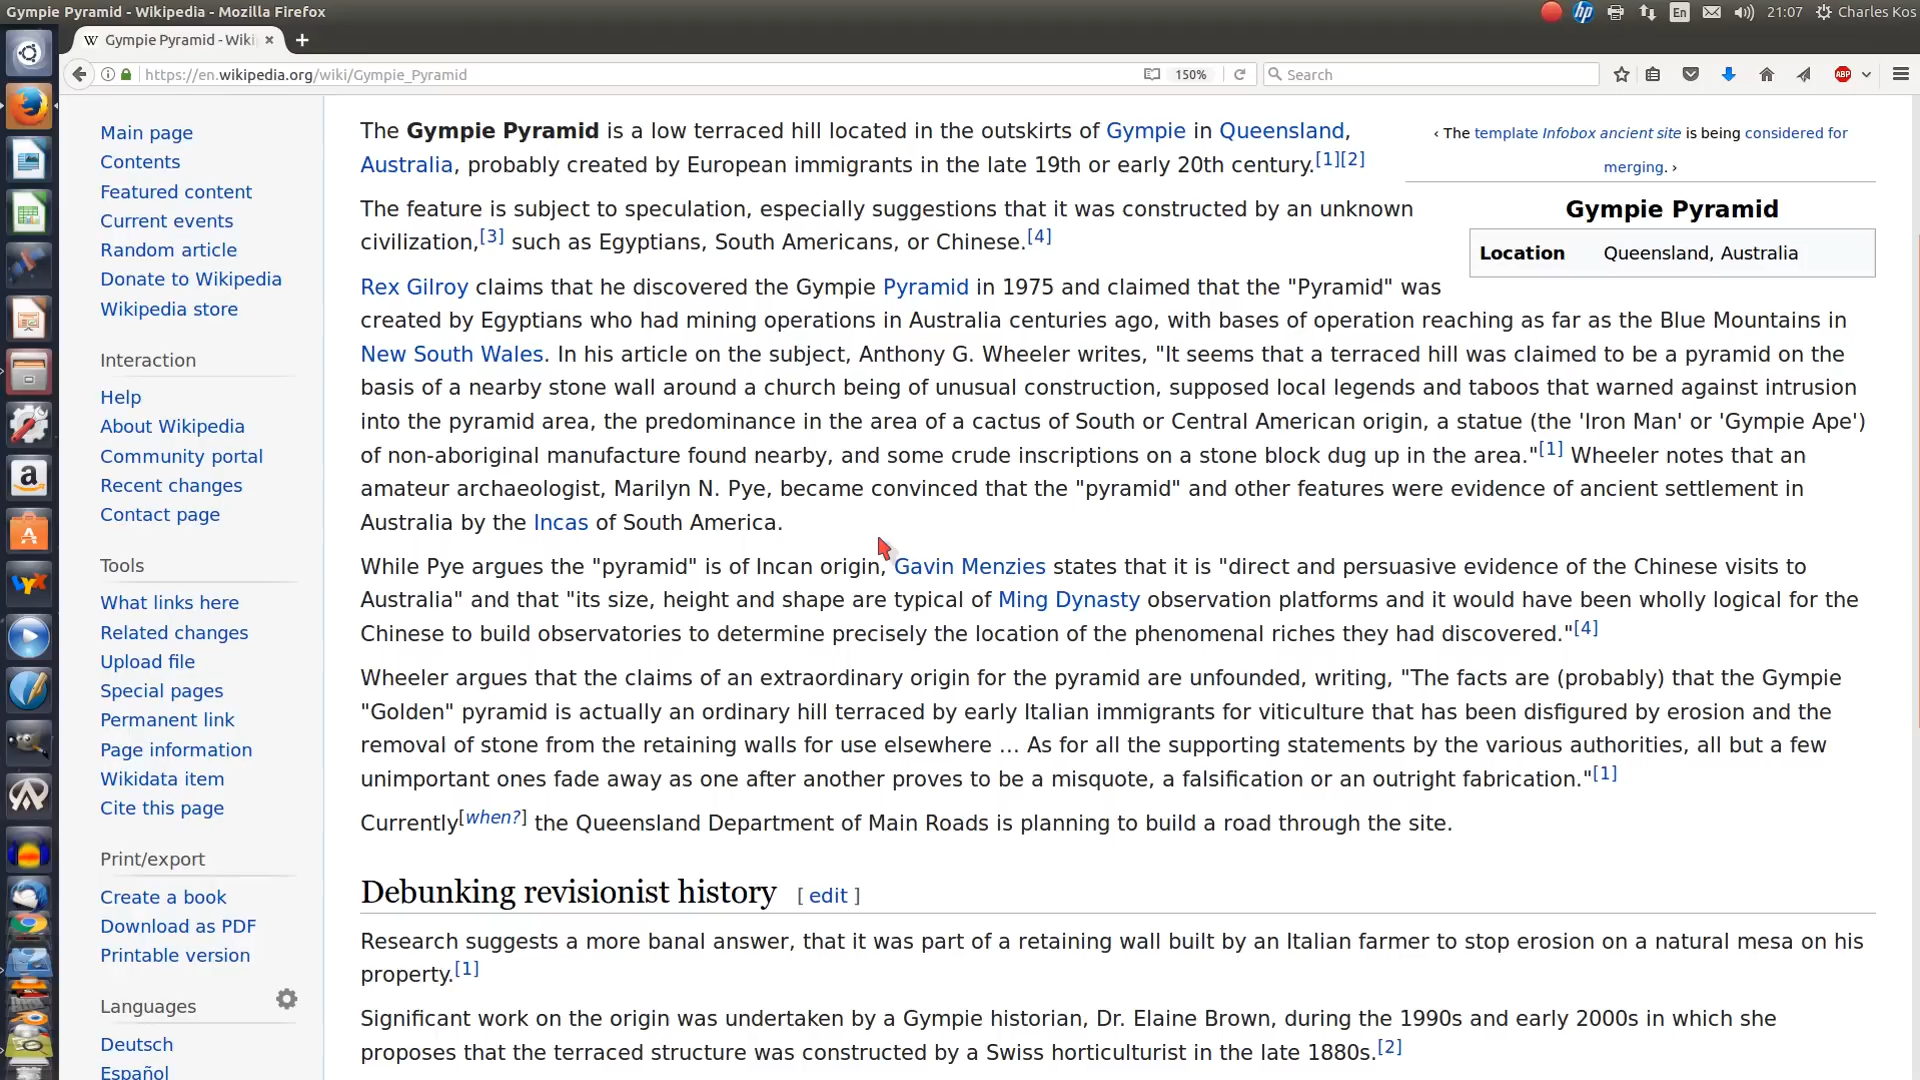 Gympie Pyramid - Wikipedia - Mozilla Firefox
hp
En
21:07
Charles Kos
W Gympie Pyramid - Wiki
https://en.wikipedia.org/wiki/Gympie_Pyramid
150%
Search
ABP
Main page
Contents
Featured content
Current events
Random article
Donate to Wikipedia
Wikipedia store
Interaction
Help
About Wikipedia
Community portal
Recent changes
Contact page
Tools
What links here
Related changes
Upload file
Special pages
Permanent link
Page information
Wikidata item
Cite this page
Print/export
Create a book
Download as PDF
Printable version
Languages
Deutsch
Español
The Gympie Pyramid is a low terraced hill located in the outskirts of Gympie in Queensland,
Australia, probably created by European immigrants in the late 19th or early 20th century.[1][2]
The feature is subject to speculation, especially suggestions that it was constructed by an unknown
civilization,[3] such as Egyptians, South Americans, or Chinese.[4]
‹ The template Infobox ancient site is being considered for
merging. ›
Gympie Pyramid
Location Queensland, Australia
Rex Gilroy claims that he discovered the Gympie Pyramid in 1975 and claimed that the "Pyramid" was
created by Egyptians who had mining operations in Australia centuries ago, with bases of operation reaching as far as the Blue Mountains in
New South Wales. In his article on the subject, Anthony G. Wheeler writes, "It seems that a terraced hill was claimed to be a pyramid on the
basis of a nearby stone wall around a church being of unusual construction, supposed local legends and taboos that warned against intrusion
into the pyramid area, the predominance in the area of a cactus of South or Central American origin, a statue (the 'Iron Man' or 'Gympie Ape')
of non-aboriginal manufacture found nearby, and some crude inscriptions on a stone block dug up in the area."[1] Wheeler notes that an
amateur archaeologist, Marilyn N. Pye, became convinced that the "pyramid" and other features were evidence of ancient settlement in
Australia by the Incas of South America.
While Pye argues the "pyramid" is of Incan origin, Gavin Menzies states that it is "direct and persuasive evidence of the Chinese visits to
Australia" and that "its size, height and shape are typical of Ming Dynasty observation platforms and it would have been wholly logical for the
Chinese to build observatories to determine precisely the location of the phenomenal riches they had discovered."[4]
Wheeler argues that the claims of an extraordinary origin for the pyramid are unfounded, writing, "The facts are (probably) that the Gympie
"Golden" pyramid is actually an ordinary hill terraced by early Italian immigrants for viticulture that has been disfigured by erosion and the
removal of stone from the retaining walls for use elsewhere ... As for all the supporting statements by the various authorities, all but a few
unimportant ones fade away as one after another proves to be a misquote, a falsification or an outright fabrication."[1]
Currently[when?] the Queensland Department of Main Roads is planning to build a road through the site.
Debunking revisionist history [ edit ]
Research suggests a more banal answer, that it was part of a retaining wall built by an Italian farmer to stop erosion on a natural mesa on his
property.[1]
Significant work on the origin was undertaken by a Gympie historian, Dr. Elaine Brown, during the 1990s and early 2000s in which she
proposes that the terraced structure was constructed by a Swiss horticulturist in the late 1880s.[2]